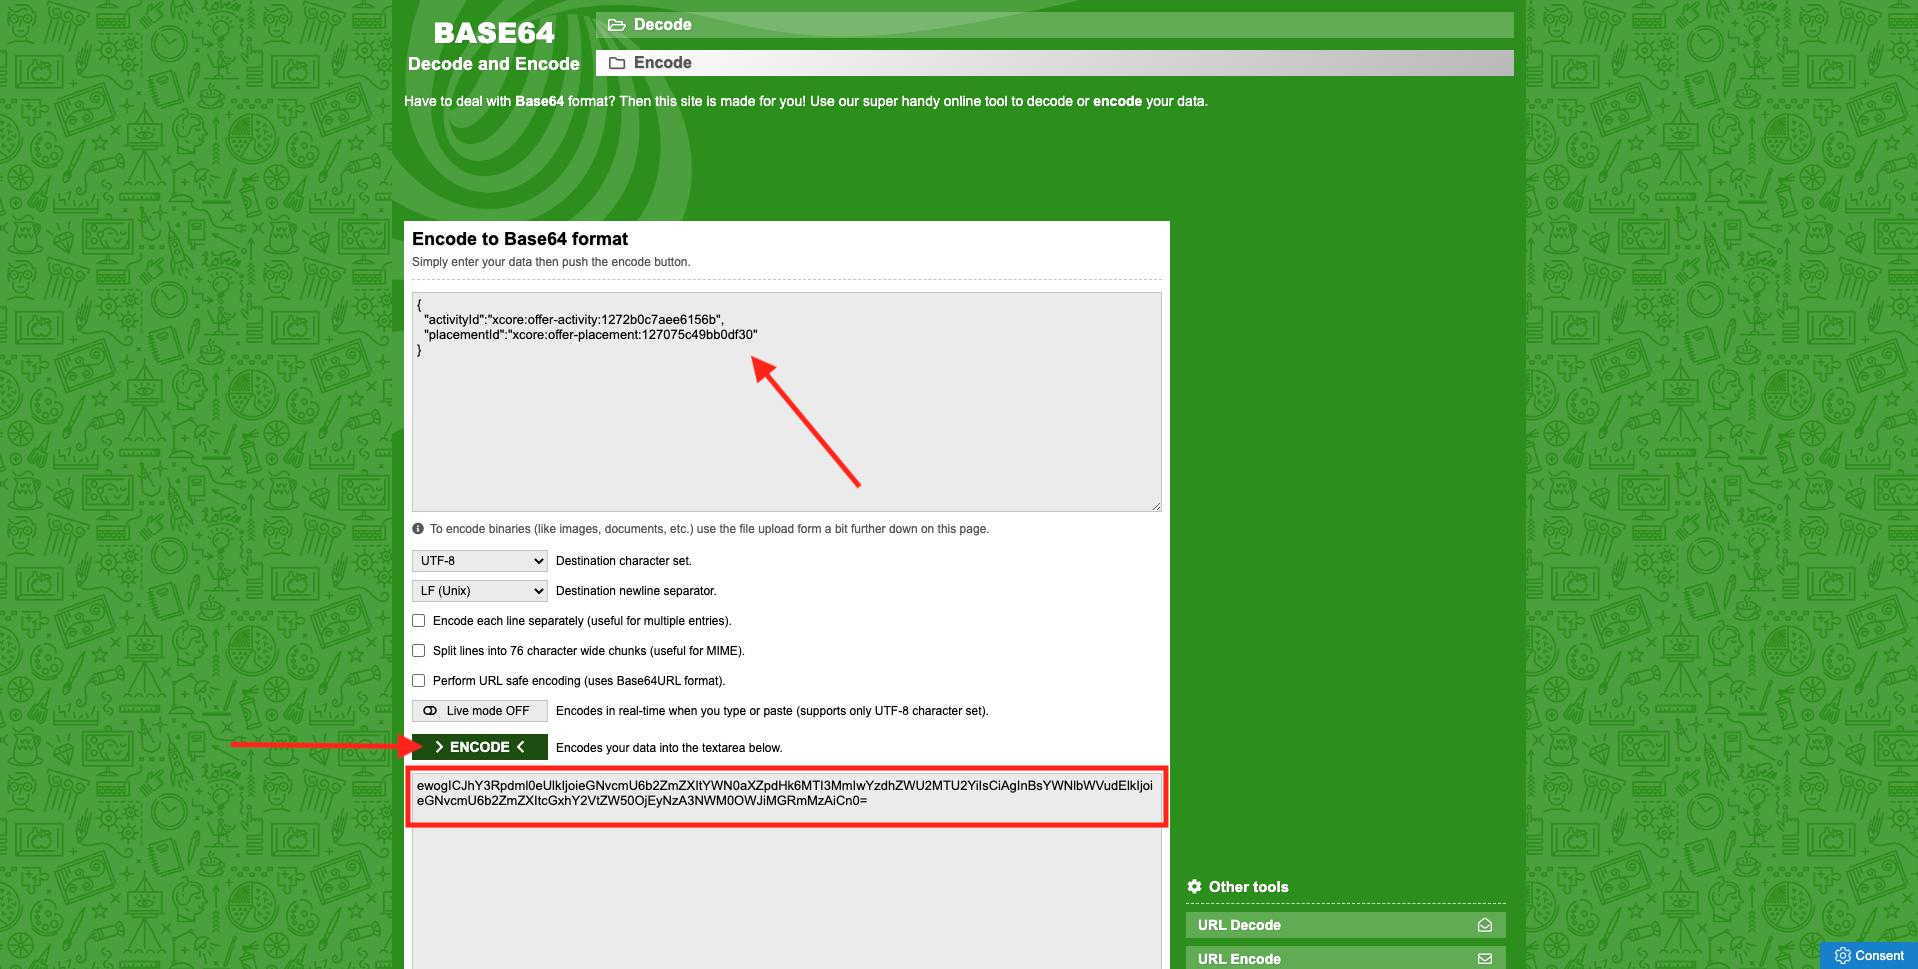 BASE64
Decode and Encode
Decode
Encode
Have to deal with Base64 format? Then this site is made for you! Use our super handy online tool to decode or encode your data.
Encode to Base64 format
Simply enter your data then push the encode button.
{
"activityId":"xcore:offer-activity:1272b0c7aee6156b",
"placementId":"xcore:offer-placement:127075c49bb0df30"
}
To encode binaries (like images, documents, etc.) use the file upload form a bit further down on this page.
UTF-8 Destination character set.
LF (Unix) Destination newline separator.
Encode each line separately (useful for multiple entries).
Split lines into 76 character wide chunks (useful for MIME).
Perform URL safe encoding (uses Base64URL format).
Live mode OFF Encodes in real-time when you type or paste (supports only UTF-8 character set).
> ENCODE < Encodes your data into the textarea below.
ewogICJhY3Rpdml0eUlkIjoieGNvcmU6b2ZmZXItYWN0aXZpdHk6MTI3MmIwYzdhZWU2MTU2YiIsCiAgInBsYWNlbWVudElkIjoi
eGNvcmU6b2ZmZXItcGxhY2VtZW50OjEyNzA3NWM0OWJiMGRmMzAiCn0=
Other tools
URL Decode
URL Encode
Consent